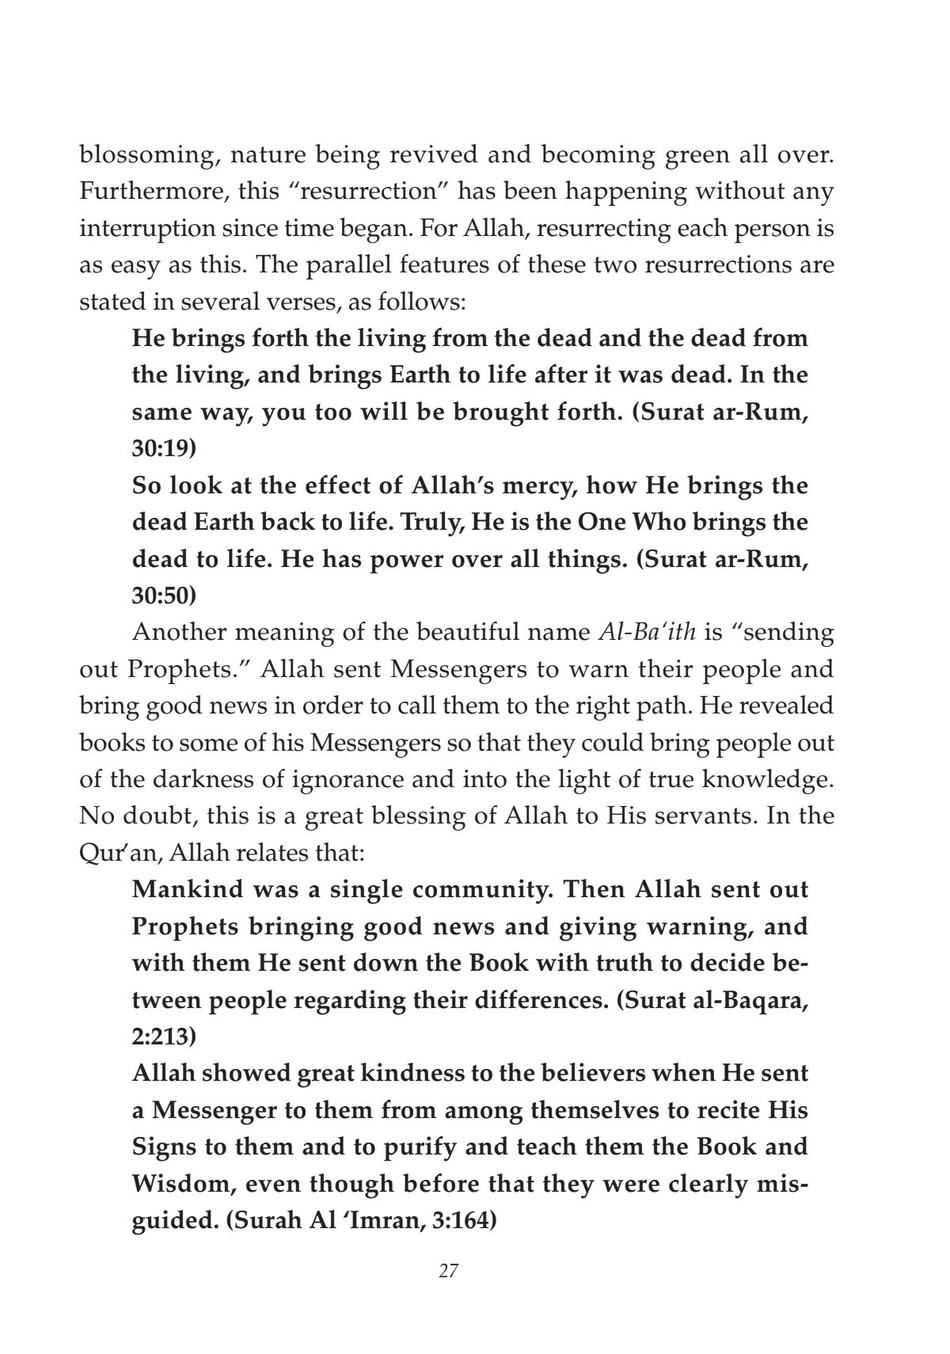 blossoming, nature being revived and becoming green all over.
Furthermore, this “resurrection” has been happening without any
interruption since time began. For Allah, resurrecting each person is
as easy as this. The parallel features of these two resurrections are
stated in several verses, as follows:
He brings forth the living from the dead and the dead from
the living, and brings Earth to life after it was dead. In the
same way, you too will be brought forth. (Surat ar-Rum,
30:19)
So look at the effect of Allah’s mercy, how He brings the
dead Earth back to life. Truly, He is the One Who brings the
dead to life. He has power over all things. (Surat ar-Rum,
30:50)
Another meaning of the beautiful name Al-Ba‘ith is “sending
out Prophets.” Allah sent Messengers to warn their people and
bring good news in order to call them to the right path. He revealed
books to some of his Messengers so that they could bring people out
of the darkness of ignorance and into the light of true knowledge.
No doubt, this is a great blessing of Allah to His servants. In the
Qur’an, Allah relates that:
Mankind was a single community. Then Allah sent out
Prophets bringing good news and giving warning, and
with them He sent down the Book with truth to decide be-
tween people regarding their differences. (Surat al-Baqara,
2:213)
Allah showed great kindness to the believers when He sent
a Messenger to them from among themselves to recite His
Signs to them and to purify and teach them the Book and
Wisdom, even though before that they were clearly mis-
guided. (Surah Al ‘Imran, 3:164)
27